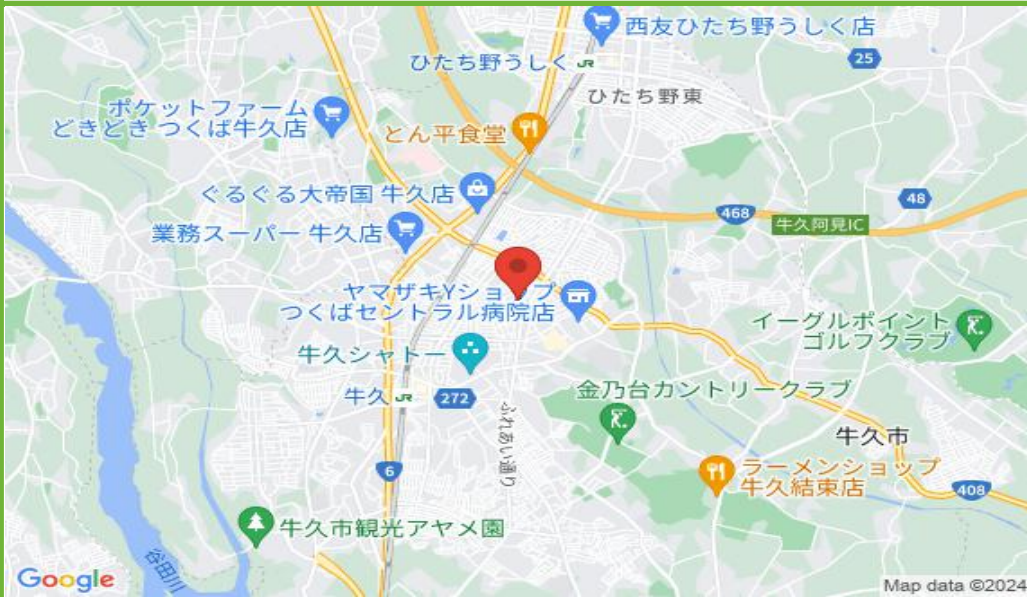 西友ひたち野うしく店
ひたち野うしく
JR
25
ひたち野東
ポケットファーム
どきどき つくば牛久店
とん平食堂
ぐるぐる大帝国 牛久店
48
468
牛久阿見IC
業務スーパー 牛久店
ヤマザキYショップ
つくばセントラル病院店
イーグルポイント
ゴルフクラブ
牛久シャトー
牛久
JR
272
金乃台カントリークラブ
ふれあい通り
牛久市
6
ラーメンショップ
牛久結束店
408
牛久市観光アヤメ園
谷田川
Google
Map data ©2024